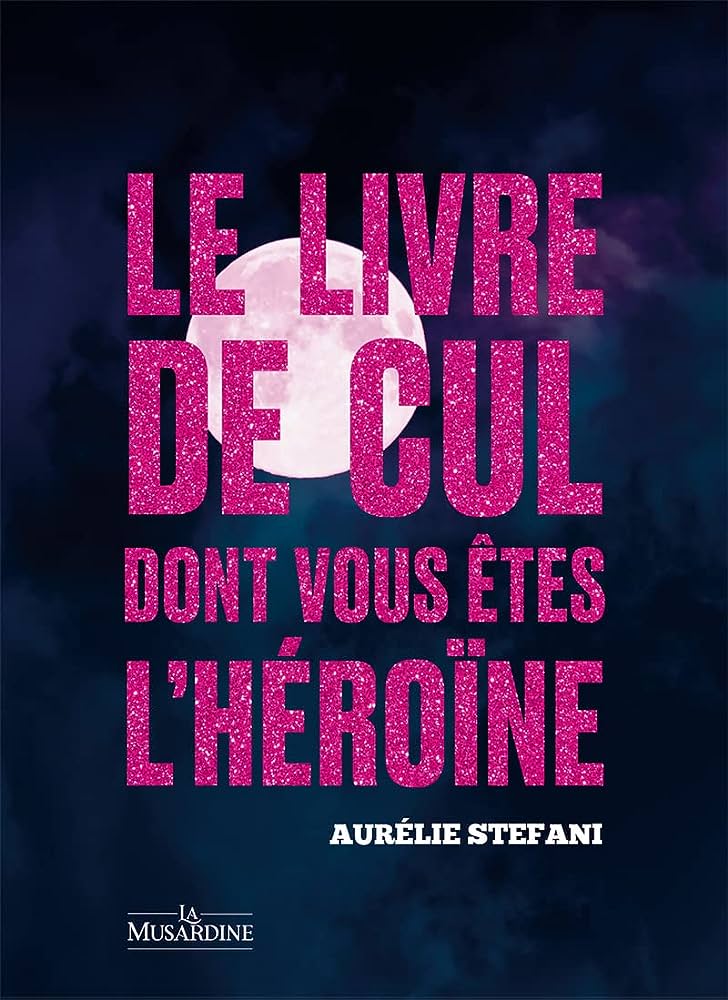 LE LIVRE
DE CUL
DONT VOUS ÊTES
L'HÉROÏNE
AURÉLIE STEFANI
LA
MUSARDINE